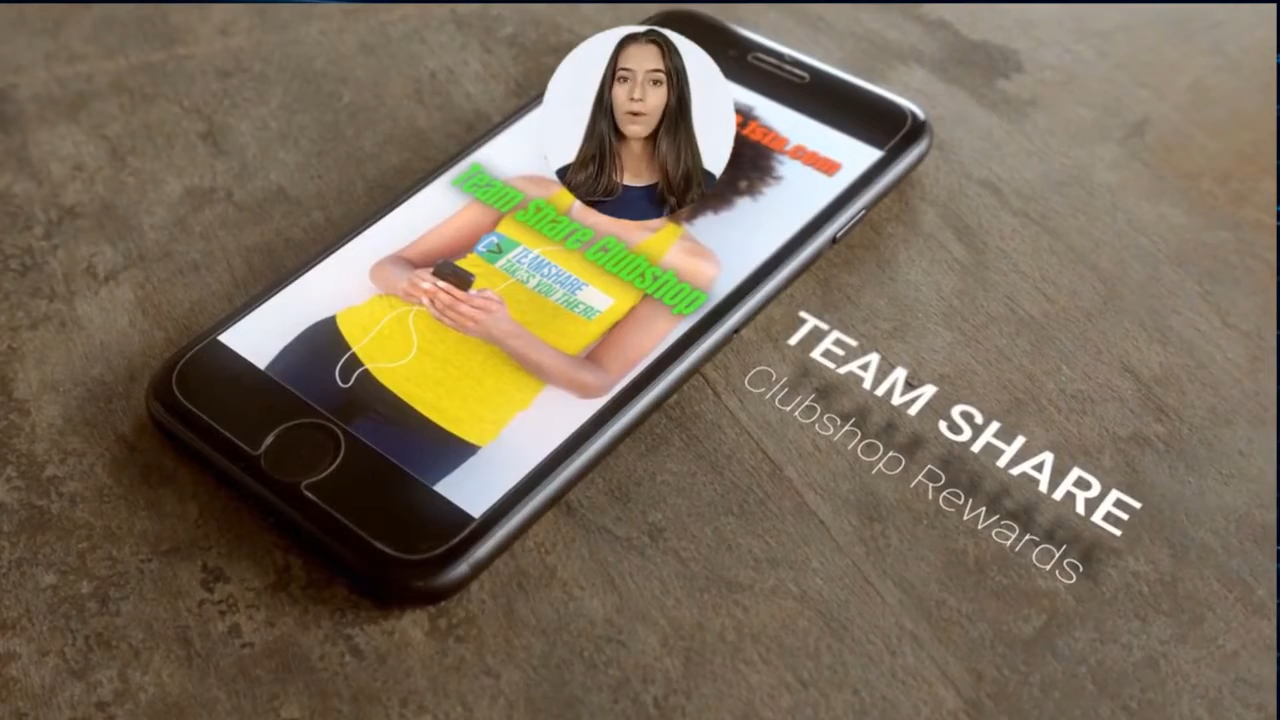 Team Share Clubshop
TEAMSHARE
TAKES YOU THERE
TEAM SHARE
Clubshop Rewards